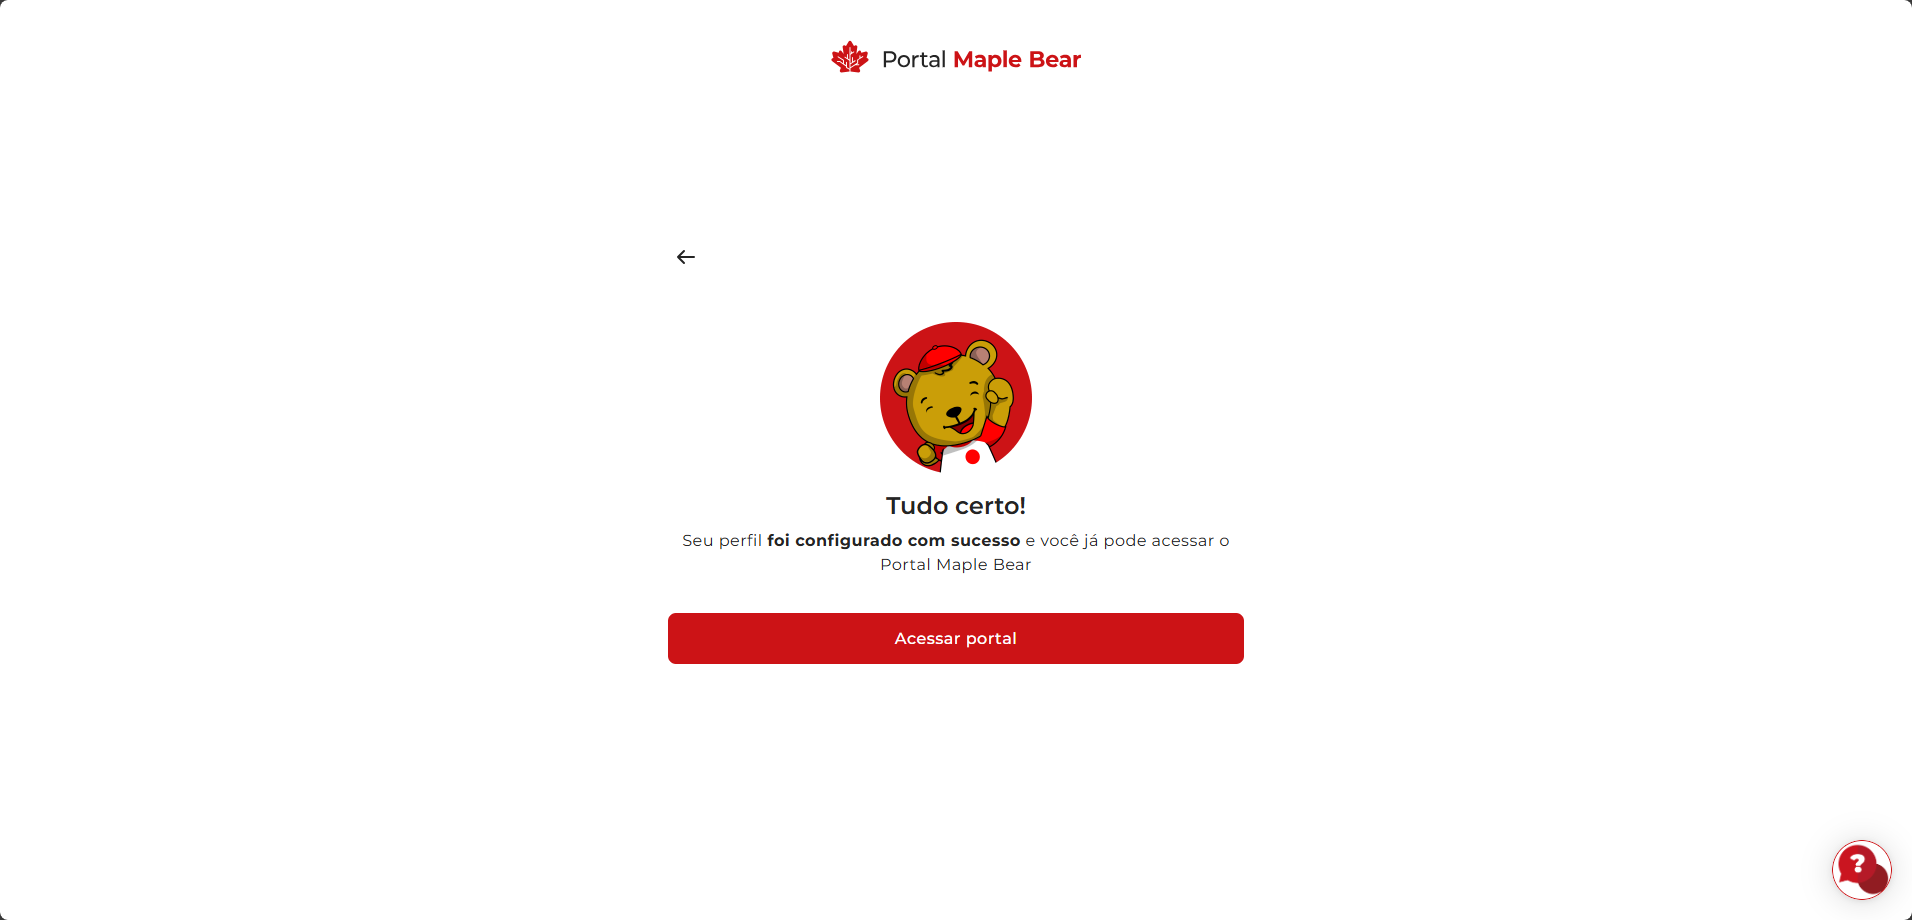 Portal Maple Bear
Tudo certo!
Seu perfil foi configurado com sucesso e você já pode acessar o
Portal Maple Bear
Acessar portal
?